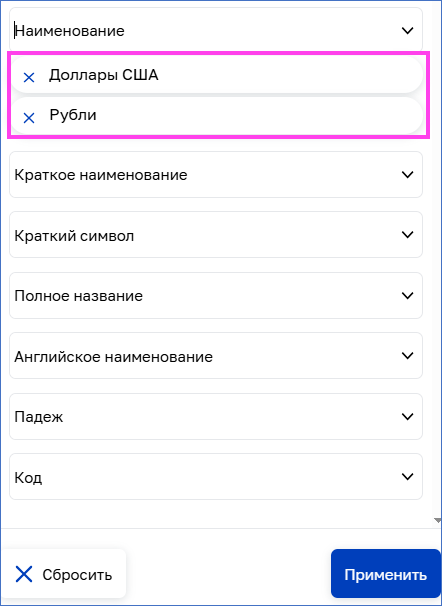 Наименование
Доллары США
Рубли
Краткое наименование
Краткий символ
Полное название
Английское наименование
Падеж
Код
Сбросить
Применить